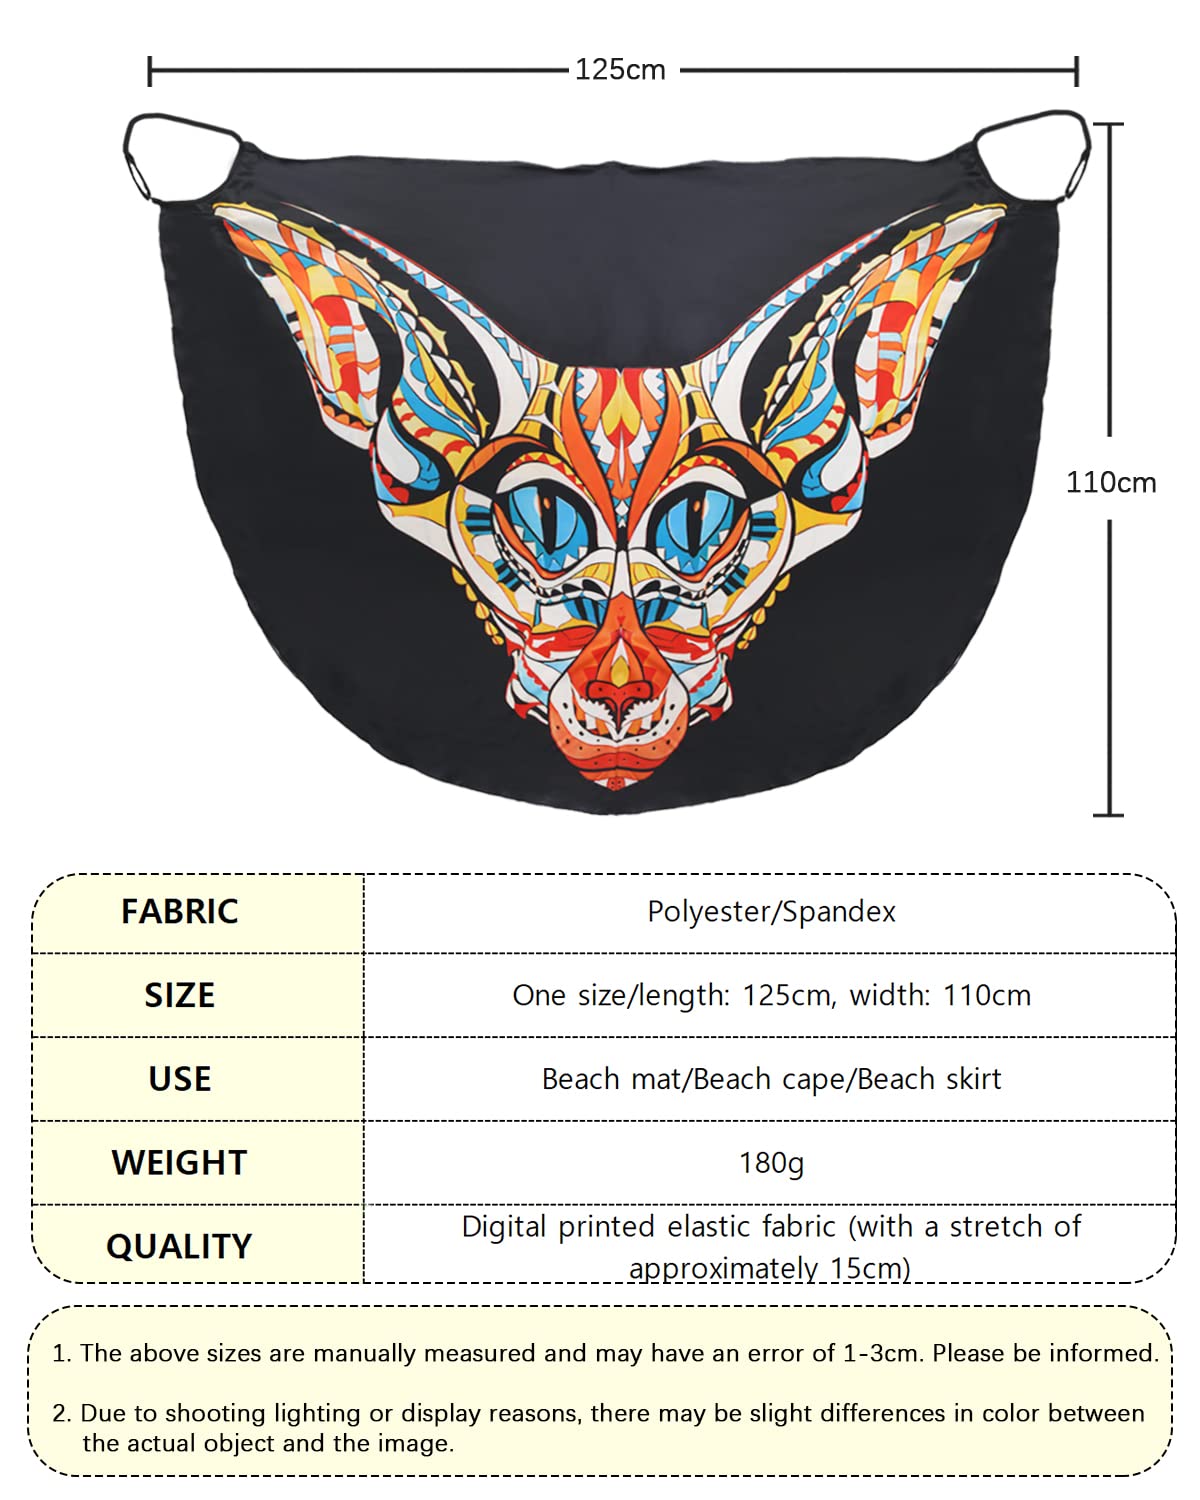 125cm
110cm
FABRIC
Polyester/Spandex
SIZE
One size/length: 125cm, width: 110cm
USE
Beach mat/Beach cape/Beach skirt
WEIGHT
180g
QUALITY
Digital printed elastic fabric (with a stretch of
approximately 15cm)
1. The above sizes are manually measured and may have an error of 1-3cm. Please be informed.
2. Due to shooting lighting or display reasons, there may be slight differences in color between
the actual object and the image.